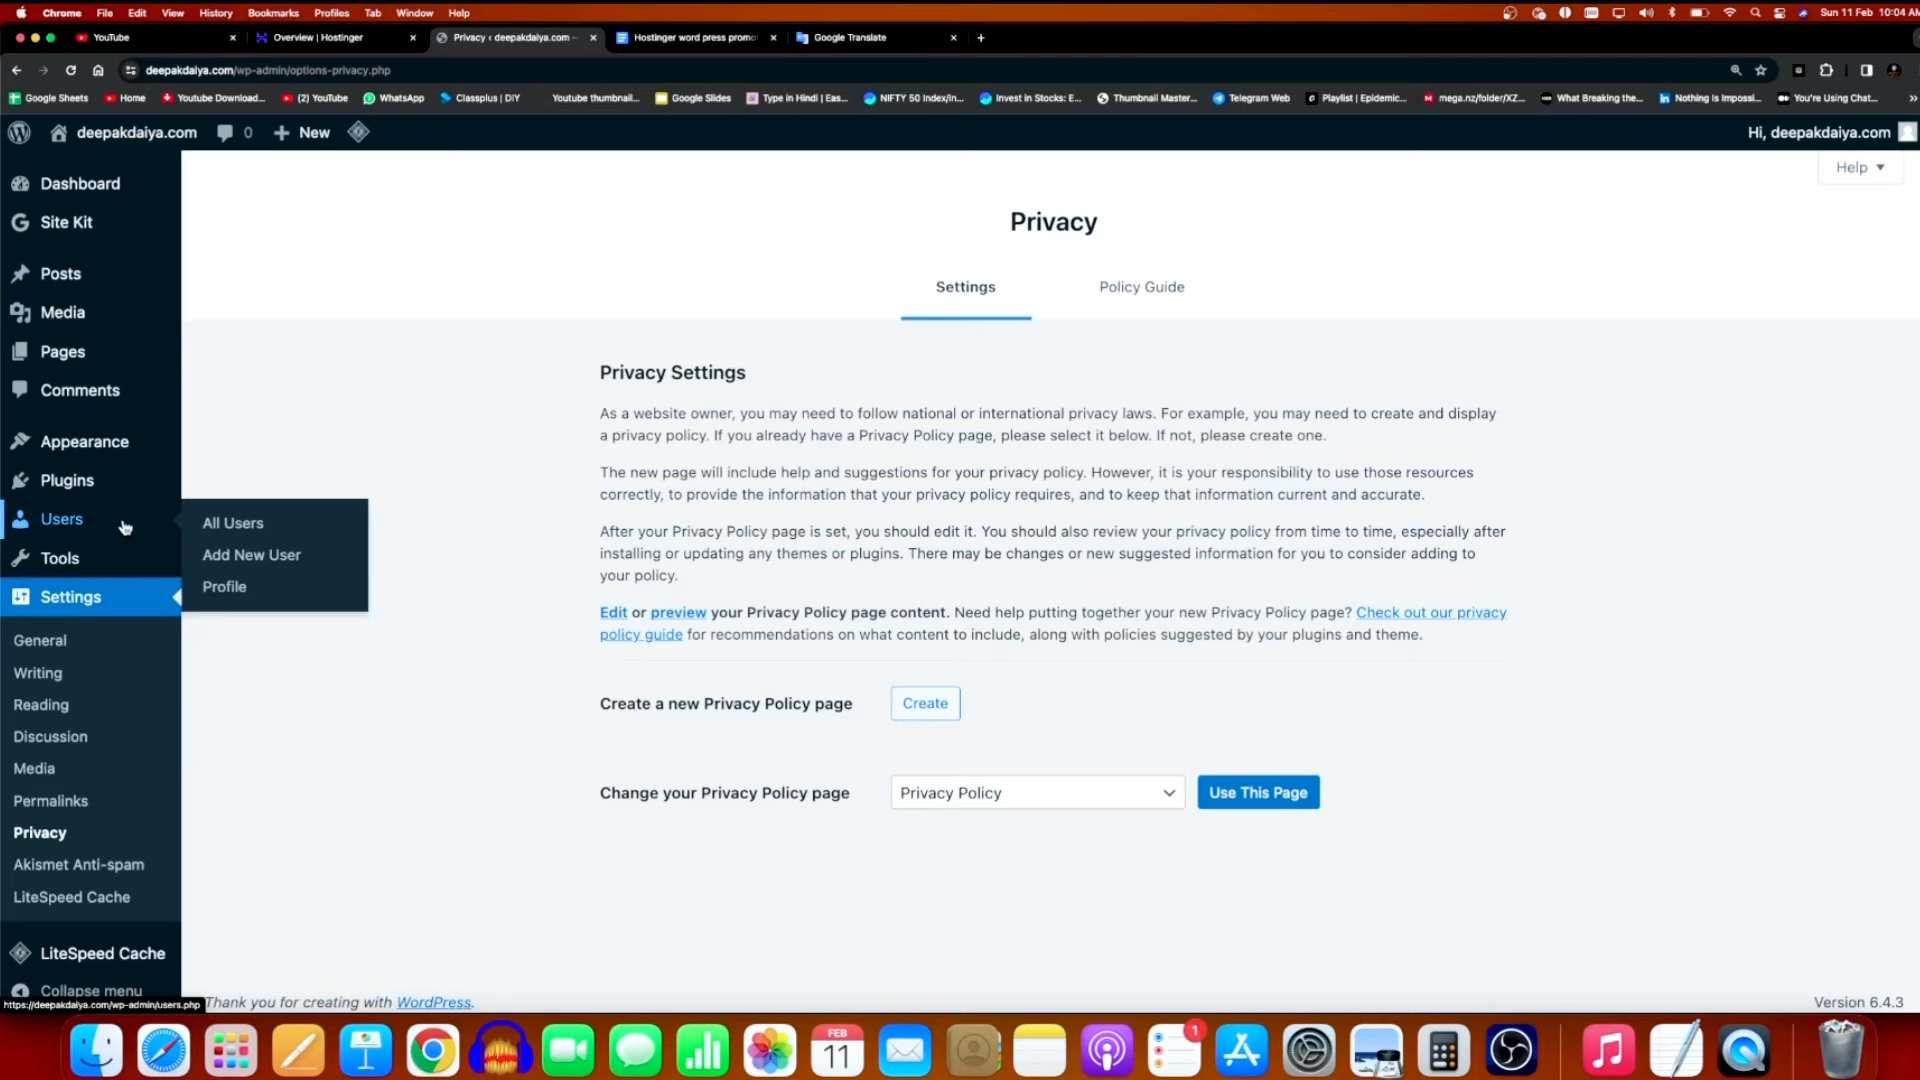 Chrome File Edit View History Bookmarks Profiles Tab Window Help Sun 11 Feb 10:04 AM
YouTube Overview | Hostinger Privacy ‹ deepakdaiya.com — Hostinger word press promo Google Translate
deepakdaiya.com/wp-admin/options-privacy.php
Google Sheets Home Youtube Download... (2) YouTube WhatsApp Classplus | DIY Youtube thumbnail... Google Slides Type in Hindi | Eas... NIFTY 50 Index/In... Invest in Stocks: E... Thumbnail Master... Telegram Web Playlist | Epidemic... mega.nz/folder/XZ... What Breaking the... Nothing Is Impossi... You're Using Chat... »
deepakdaiya.com 0 + New Hi, deepakdaiya.com
Help
Dashboard
Site Kit
Posts
Media
Pages
Comments
Appearance
Plugins
Users
Tools
Settings
All Users
Add New User
Profile
General
Writing
Reading
Discussion
Media
Permalinks
Privacy
Akismet Anti-spam
LiteSpeed Cache
LiteSpeed Cache
Collapse menu
https://deepakdaiya.com/wp-admin/users.php
Privacy
Settings Policy Guide
Privacy Settings
As a website owner, you may need to follow national or international privacy laws. For example, you may need to create and display
a privacy policy. If you already have a Privacy Policy page, please select it below. If not, please create one.
The new page will include help and suggestions for your privacy policy. However, it is your responsibility to use those resources
correctly, to provide the information that your privacy policy requires, and to keep that information current and accurate.
After your Privacy Policy page is set, you should edit it. You should also review your privacy policy from time to time, especially after
installing or updating any themes or plugins. There may be changes or new suggested information for you to consider adding to
your policy.
Edit or preview your Privacy Policy page content. Need help putting together your new Privacy Policy page? Check out our privacy
policy guide for recommendations on what content to include, along with policies suggested by your plugins and theme.
Create a new Privacy Policy page Create
Change your Privacy Policy page Privacy Policy Use This Page
Thank you for creating with WordPress. Version 6.4.3
FEB
11
1